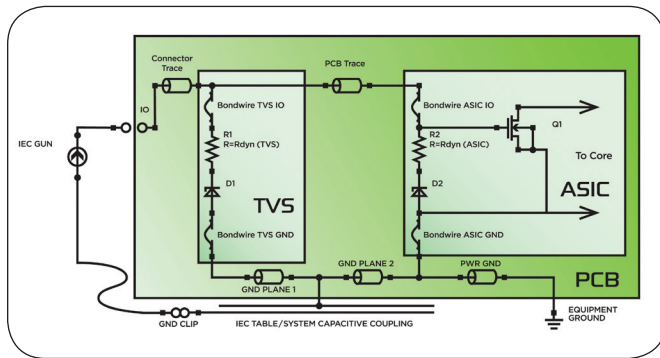 Connector
Trace
PCB Trace
IO
Bondwire TVS IO
Bondwire ASIC IO
Q1
R1
R=Rdyn (TVS)
R2
R=Rdyn (ASIC)
IEC GUN
To Core
D1
D2
TVS
ASIC
Bondwire TVS GND
Bondwire ASIC GND
GND PLANE 1
GND PLANE 2
PWR GND
PCB
GND CLIP
IEC TABLE/SYSTEM CAPACITIVE COUPLING
EQUIPMENT
GROUND